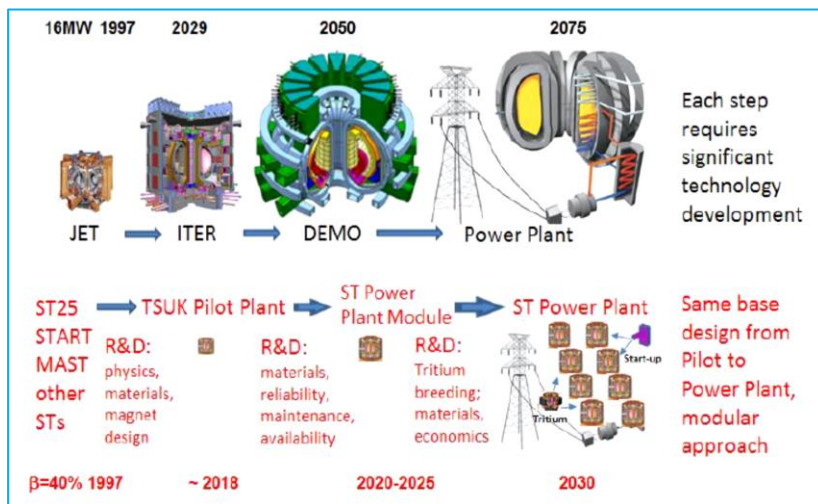 16MW 1997 2029 2050 2075
Each step
requires
significant
technology
development
JET ITER DEMO Power Plant
ST25
START
MAST
other
STs
TSUK Pilot Plant
R&D:
physics,
materials,
magnet
design
ST Power
Plant Module
R&D:
materials,
reliability,
maintenance,
availability
R&D:
Tritium
breeding;
materials,
economics
ST Power Plant
Start-up
Tritium
Same base
design from
Pilot to
Power Plant,
modular
approach
β=40% 1997 ~ 2018 2020-2025 2030